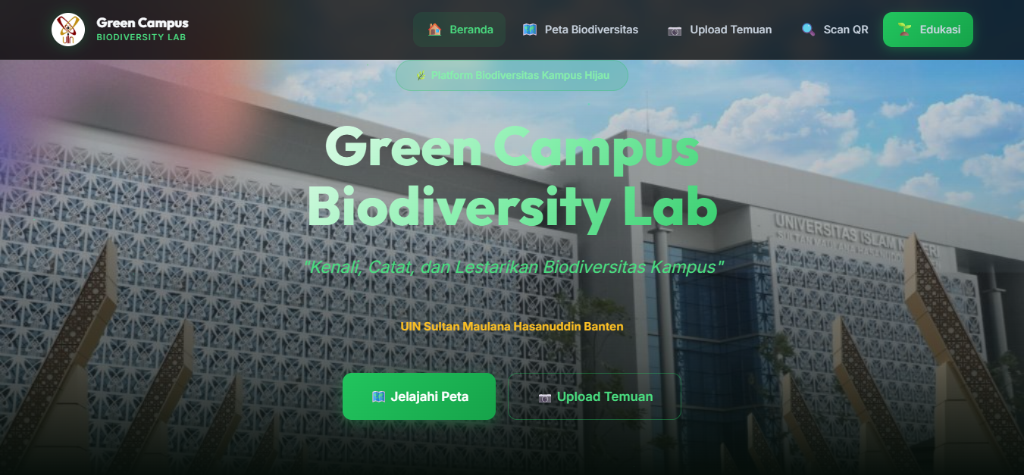 Green Campus
BIODIVERSITY LAB
Beranda
Peta Biodiversitas
Upload Temuan
Scan QR
Edukasi
Platform Biodiversitas Kampus Hijau
Green Campus
Biodiversity Lab
"Kenali, Catat, dan Lestarikan Biodiversitas Kampus"
UNIVERSITAS ISLAM
UIN Sultan Maulana Hasanuddin Banten
Jelajahi Peta
Upload Temuan